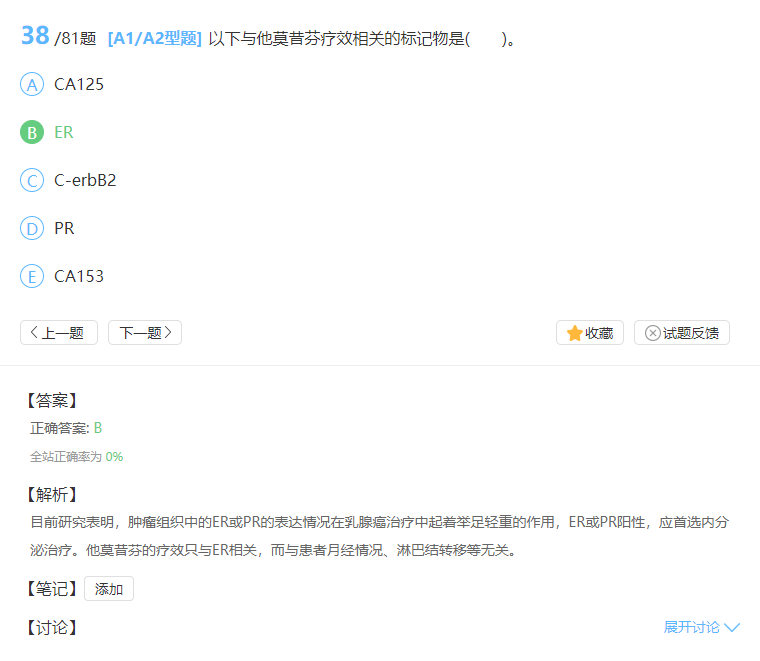 38 /81题 [A1/A2型题] 以下与他莫昔芬疗效相关的标记物是(　　)。
A CA125
B ER
C C-erbB2
D PR
E CA153
上一题 下一题 收藏 试题反馈
【答案】
正确答案: B
全站正确率为 0%
【解析】
目前研究表明，肿瘤组织中的ER或PR的表达情况在乳腺癌治疗中起着举足轻重的作用，ER或PR阳性，应首选内分
泌治疗。他莫昔芬的疗效只与ER相关，而与患者月经情况、淋巴结转移等无关。
【笔记】 添加
【讨论】 展开讨论